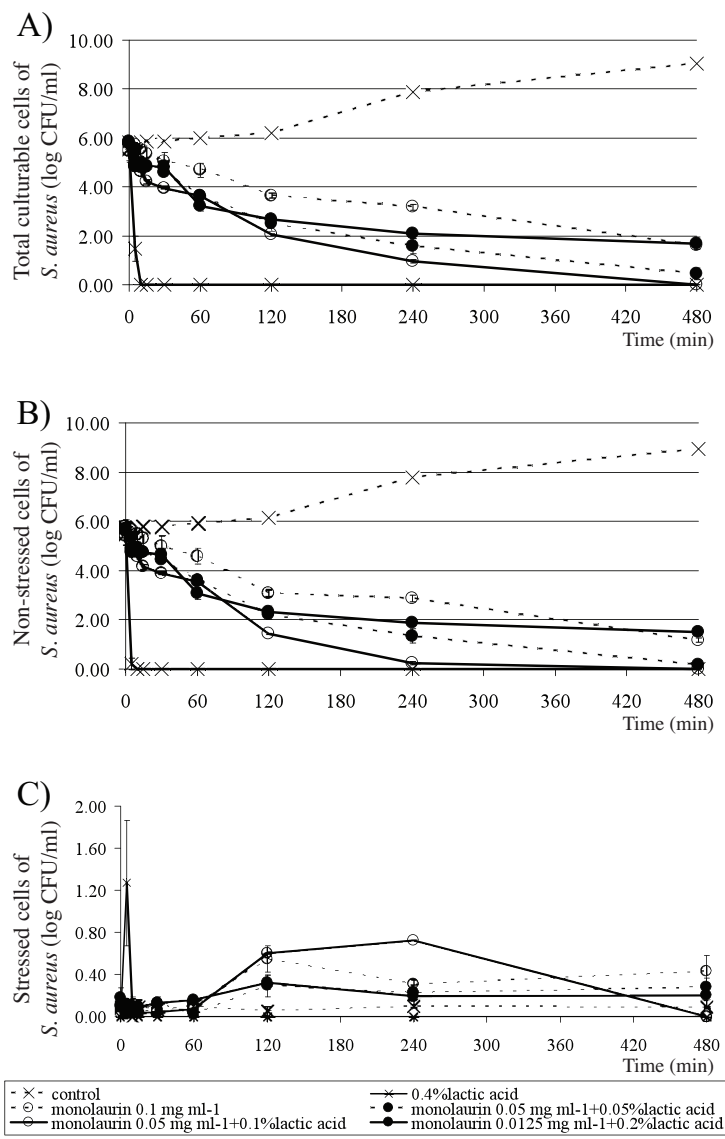 A)
10.00
8.00
6.00
4.00
2.00
0.00
Total culturable cells of
S. aureus (log CFU/ml)
0 60 120 180 240 300 360 420 480
Time (min)
B)
10.00
8.00
6.00
4.00
2.00
0.00
Non-stressed cells of
S. aureus (log CFU/ml)
0 60 120 180 240 300 360 420 480
Time (min)
C)
2.00
1.60
1.20
0.80
0.40
0.00
Stressed cells of
S. aureus (log CFU/ml)
0 60 120 180 240 300 360 420 480
Time (min)
control
0.4%lactic acid
monolaurin 0.1 mg ml-1
monolaurin 0.05 mg ml-1+0.05%lactic acid
monolaurin 0.05 mg ml-1+0.1%lactic acid
monolaurin 0.0125 mg ml-1+0.2%lactic acid